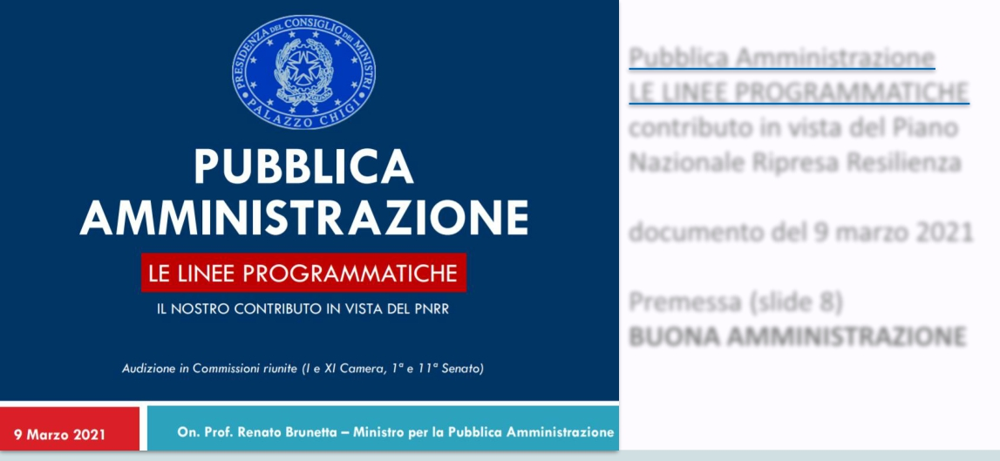 PRESIDENZA DEL CONSIGLIO DEI MINISTRI
PALAZZO CHIGI
PUBBLICA
AMMINISTRAZIONE
LE LINEE PROGRAMMATICHE
IL NOSTRO CONTRIBUTO IN VISTA DEL PNRR
Audizione in Commissioni riunite (I e XI Camera, 1ª e 11ª Senato)
9 Marzo 2021
On. Prof. Renato Brunetta – Ministro per la Pubblica Amministrazione
Pubblica Amministrazione
LE LINEE PROGRAMMATICHE
contributo in vista del Piano
Nazionale Ripresa Resilienza
documento del 9 marzo 2021
Premessa (slide 8)
BUONA AMMINISTRAZIONE